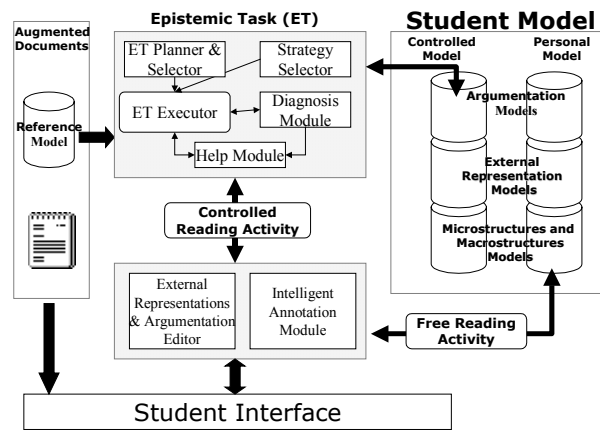 Augmented
Documents
Reference
Model
Epistemic Task (ET)
ET Planner &
Selector
Strategy
Selector
ET Executor
Diagnosis
Module
Help Module
Controlled
Reading Activity
External
Representations
& Argumentation
Editor
Intelligent
Annotation
Module
Student Model
Controlled
Model
Personal
Model
Argumentation
Models
External
Representation
Models
Microstructures and
Macrostructures
Models
Free Reading
Activity
Student Interface